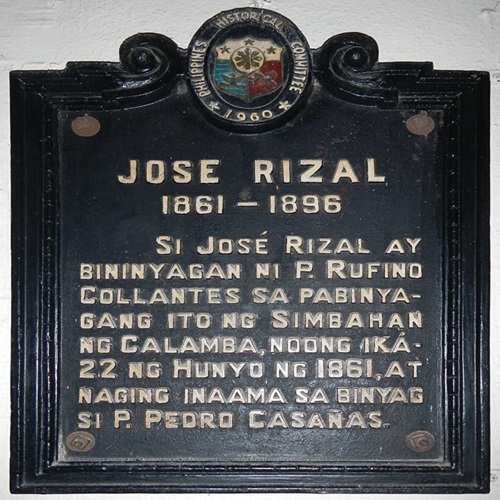 PHILIPPINES HISTORICAL COMMITTEE
★ 1960 ★
JOSE RIZAL
1861 – 1896
SI JOSÉ RIZAL AY
BININYAGAN NI P. RUFINO
COLLANTES SA PABINYA-
GANG ITO NG SIMBAHAN
NG CALAMBA, NOONG IKÁ-
22 NG HUNYO NG 1861, AT
NAGING INAAMA SA BINYAG
SI P. PEDRO CASAÑAS.